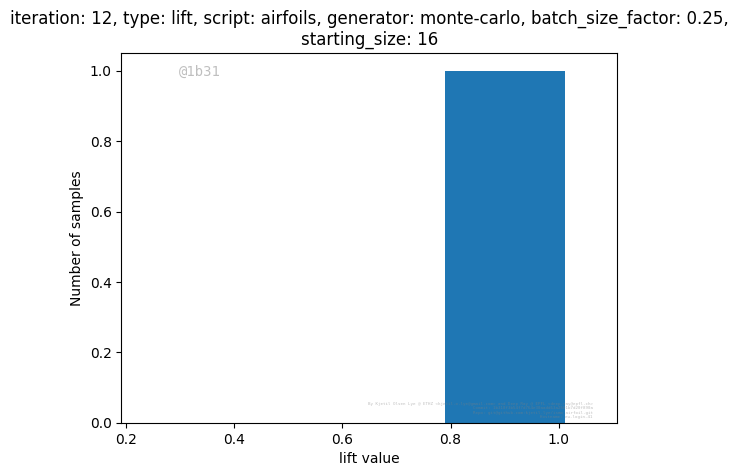 iteration: 12, type: lift, script: airfoils, generator: monte-carlo, batch_size_factor: 0.25,
starting_size: 16
@1b31
1.0
0.8
0.6
0.4
0.2
0.0
Number of samples
0.2 0.4 0.6 0.8 1.0
lift value